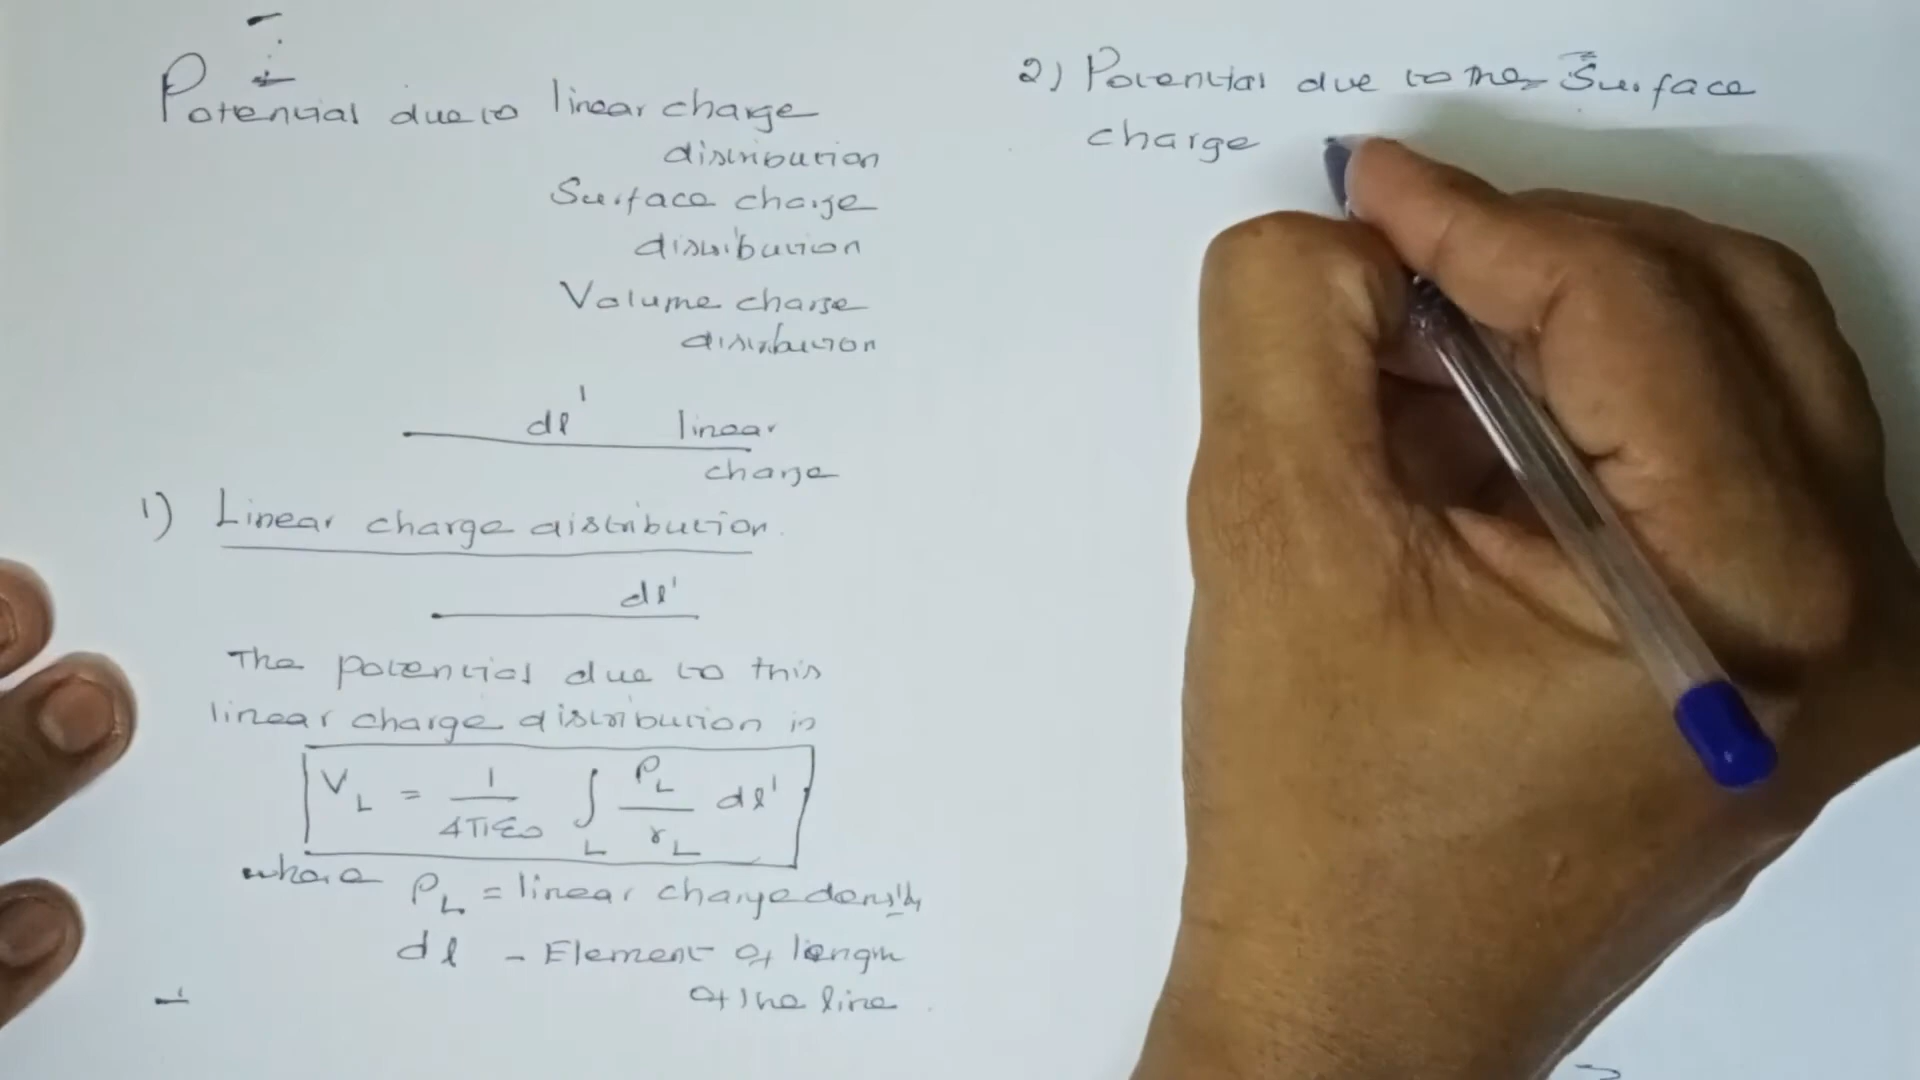 Potential due to linear charge
distribution
Surface charge
distribution
Volume charge
distribution
dl'
linear
charge
1) Linear charge distribution.
dl'
The potential due to this
linear charge distribution is
V_L = 1/4πε₀ ∫_L ρ_L/r_L dl'
where ρ_L = linear charge density
dl - Element of length
of the line
2) Potential due to the Surface
charge